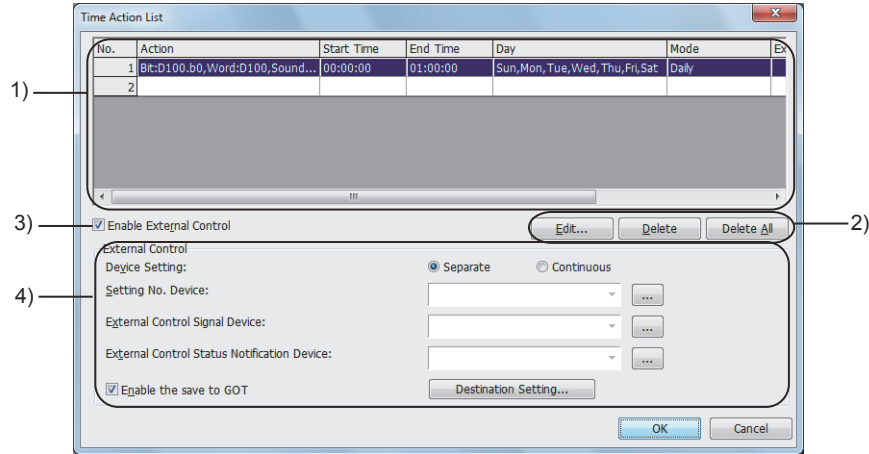 Time Action List
No. Action Start Time End Time Day Mode Ex
1 Bit:D100.b0,Word:D100,Sound... 00:00:00 01:00:00 Sun,Mon,Tue,Wed,Thu,Fri,Sat Daily
2
1)
3) Enable External Control Edit... Delete Delete All 2)
External Control
Device Setting: Separate Continuous
4) Setting No. Device: ...
External Control Signal Device: ...
External Control Status Notification Device: ...
Enable the save to GOT Destination Setting...
OK Cancel